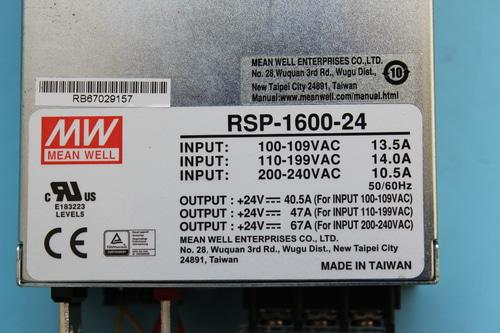 MEAN WELL ENTERPRISES CO.,LTD.
No. 28, Wuquan 3rd Rd., Wugu Dist.,
New Taipei City 24891, Taiwan
Manual:www.meanwell.com/manual.html
10
RB67029157
MW
MEAN WELL
RSP-1600-24
INPUT: 100-109VAC 13.5A
INPUT: 110-199VAC 14.0A
INPUT: 200-240VAC 10.5A
50/60Hz
C US
E183223
LEVEL5
OUTPUT : +24V 40.5A (For INPUT 100-109VAC)
OUTPUT : +24V 47A (For INPUT 110-199VAC)
OUTPUT : +24V 67A (For INPUT 200-240VAC)
CE
MEAN WELL ENTERPRISES CO.,LTD.
No. 28, Wuquan 3rd Rd., Wugu Dist., New Taipei City
24891, Taiwan
MADE IN TAIWAN